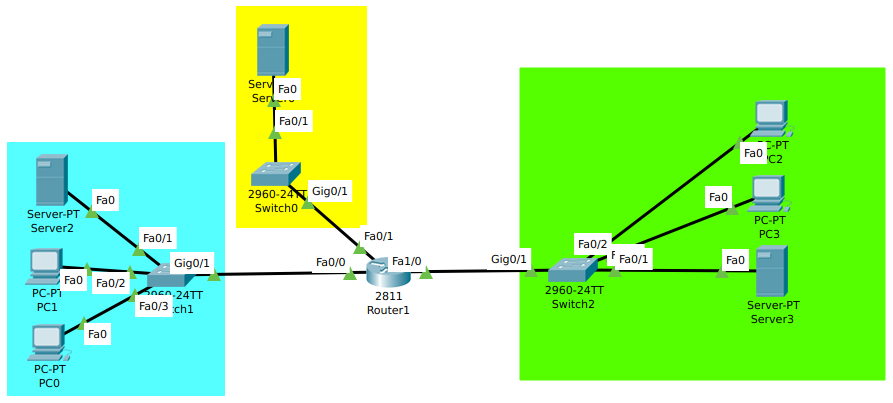 Fa0
Fa0/1
2960-24TT
Switch0
Gig0/1
Fa0/1
Server-PT
Server2
Fa0
Fa0/1
Gig0/1
PC1
Fa0
Fa0/2
Fa0/3
Fa0
PC-PT
PC0
Fa0/0
Fa1/0
2811
Router1
Gig0/1
Fa0/2
Fa0/1
2960-24TT
Switch2
Fa0
Fa0
PC-PT
PC3
Fa0
Server-PT
Server3